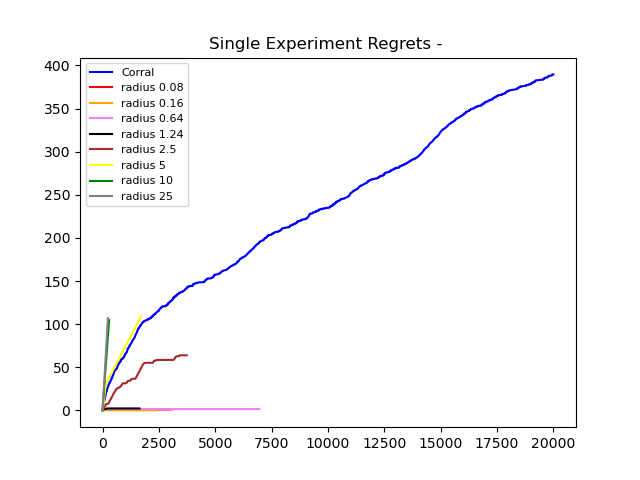 Single Experiment Regrets -
400
350
300
250
200
150
100
50
0
Corral
radius 0.08
radius 0.16
radius 0.64
radius 1.24
radius 2.5
radius 5
radius 10
radius 25
0 2500 5000 7500 10000 12500 15000 17500 20000